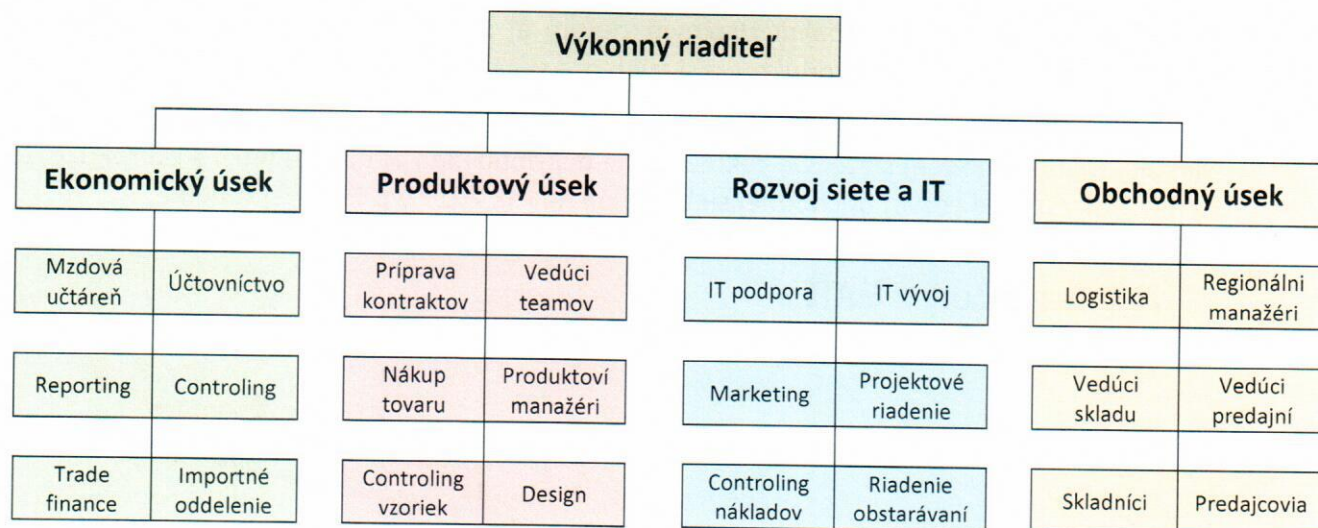 Výkonný riaditeľ
Ekonomický úsek
Produktový úsek
Rozvoj siete a IT
Obchodný úsek
Mzdová
učtáreň
Účtovníctvo
Príprava
kontraktov
Vedúci
teamov
IT podpora
IT vývoj
Logistika
Regionálni
manažéri
Reporting
Controling
Nákup
tovaru
Produktoví
manažéri
Marketing
Projektové
riadenie
Vedúci
skladu
Vedúci
predajní
Trade
finance
Importné
oddelenie
Controling
vzoriek
Design
Controling
nákladov
Riadenie
obstarávaní
Skladníci
Predajcovia